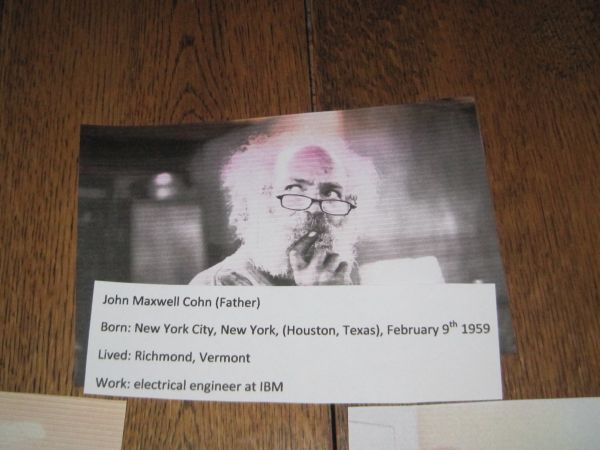 John Maxwell Cohn (Father)
Born: New York City, New York, (Houston, Texas), February 9th 1959
Lived: Richmond, Vermont
Work: electrical engineer at IBM